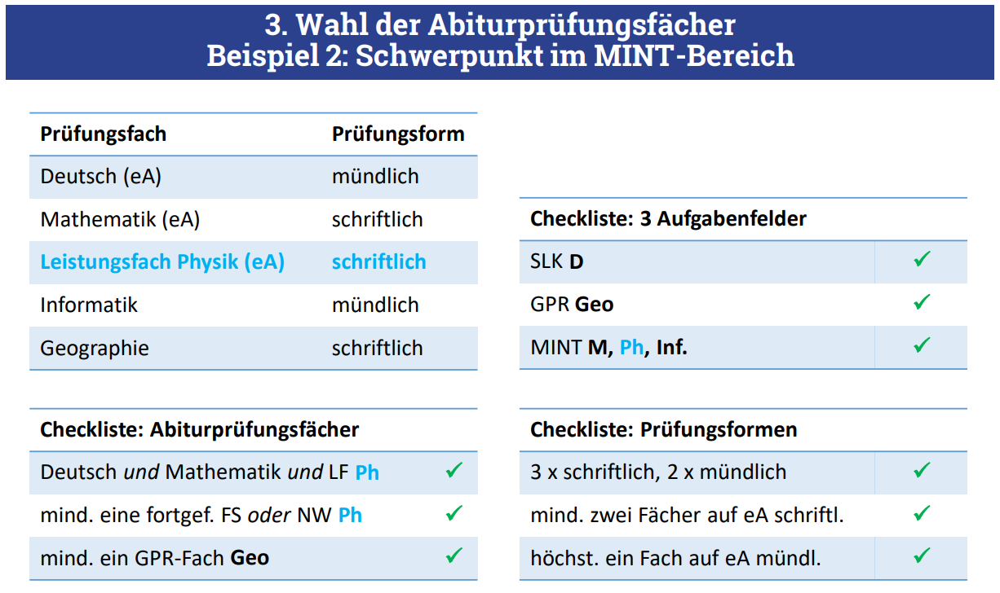 3. Wahl der Abiturprüfungsfächer
Beispiel 2: Schwerpunkt im MINT-Bereich
Prüfungsfach Prüfungsform
Deutsch (eA) mündlich
Mathematik (eA) schriftlich
Leistungsfach Physik (eA) schriftlich
Informatik mündlich
Geographie schriftlich
Checkliste: 3 Aufgabenfelder
SLK D ✓
GPR Geo ✓
MINT M, Ph, Inf. ✓
Checkliste: Abiturprüfungsfächer
Deutsch und Mathematik und LF Ph ✓
mind. eine fortgef. FS oder NW Ph ✓
mind. ein GPR-Fach Geo ✓
Checkliste: Prüfungsformen
3 x schriftlich, 2 x mündlich ✓
mind. zwei Fächer auf eA schriftl. ✓
höchst. ein Fach auf eA mündl. ✓